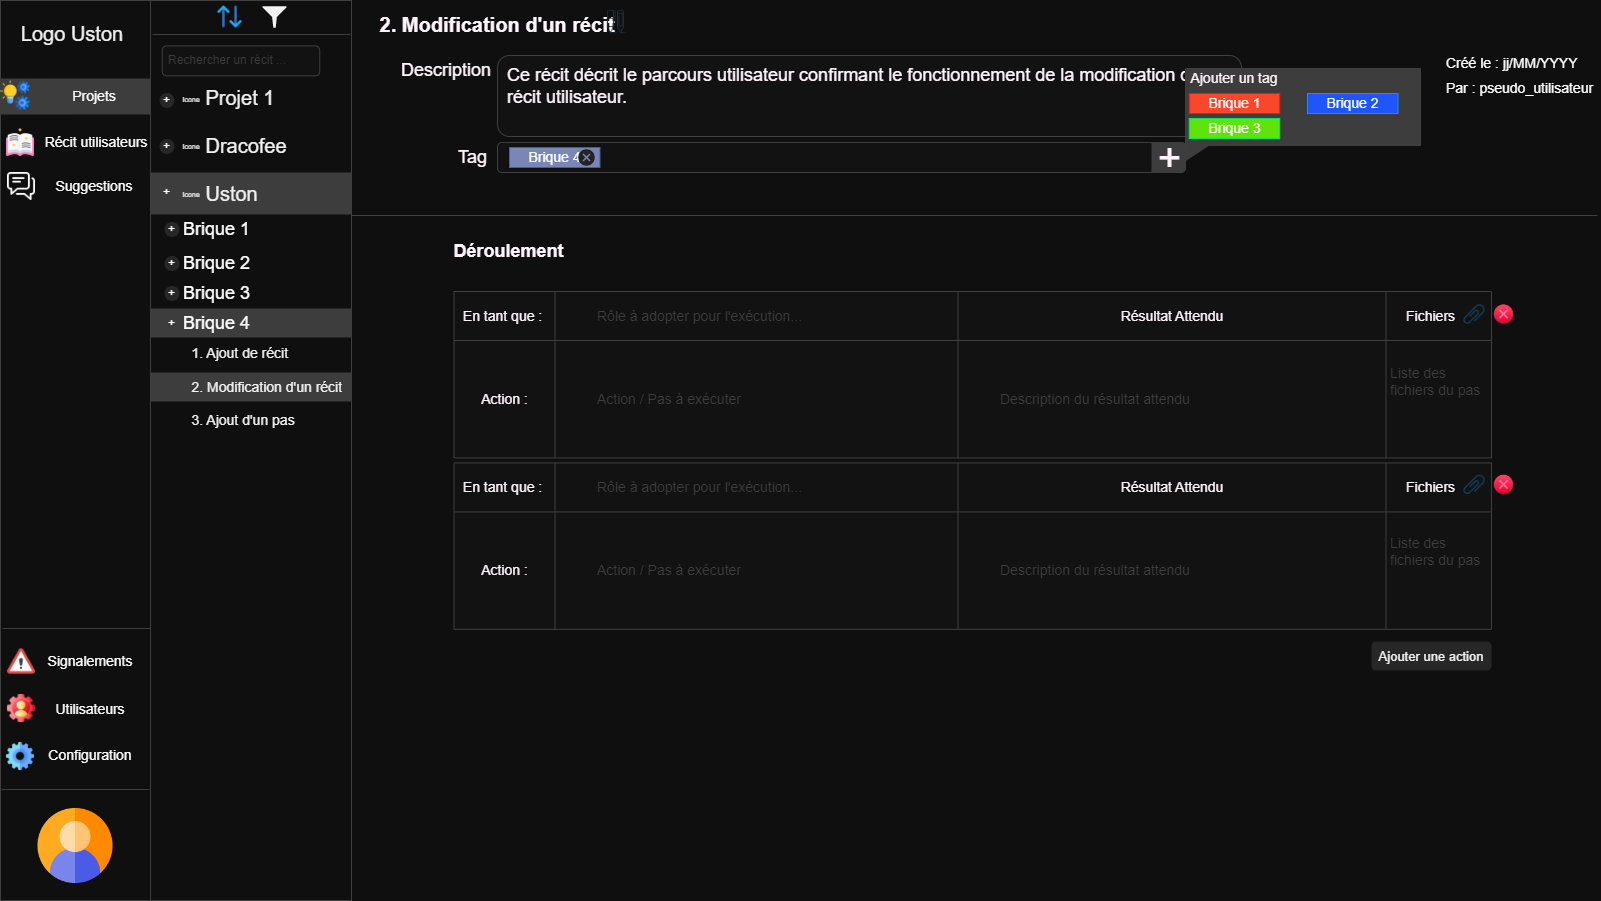 Logo Uston
Projets
Récit utilisateurs
Suggestions
Signalements
Utilisateurs
Configuration
Rechercher un récit ...
+ Icone Projet 1
+ Icone Dracofee
+ Icone Uston
+ Brique 1
+ Brique 2
+ Brique 3
+ Brique 4
1. Ajout de récit
2. Modification d'un récit
3. Ajout d'un pas
2. Modification d'un récit
Description
Ce récit décrit le parcours utilisateur confirmant le fonctionnement de la modification
récit utilisateur.
Tag
Brique 4
Ajouter un tag
Brique 1
Brique 2
Brique 3
Créé le : jj/MM/YYYY
Par : pseudo_utilisateur
Déroulement
En tant que :
Rôle à adopter pour l'exécution...
Résultat Attendu
Fichiers
Action :
Action / Pas à exécuter
Description du résultat attendu
Liste des
fichiers du pas
En tant que :
Rôle à adopter pour l'exécution...
Résultat Attendu
Fichiers
Action :
Action / Pas à exécuter
Description du résultat attendu
Liste des
fichiers du pas
Ajouter une action